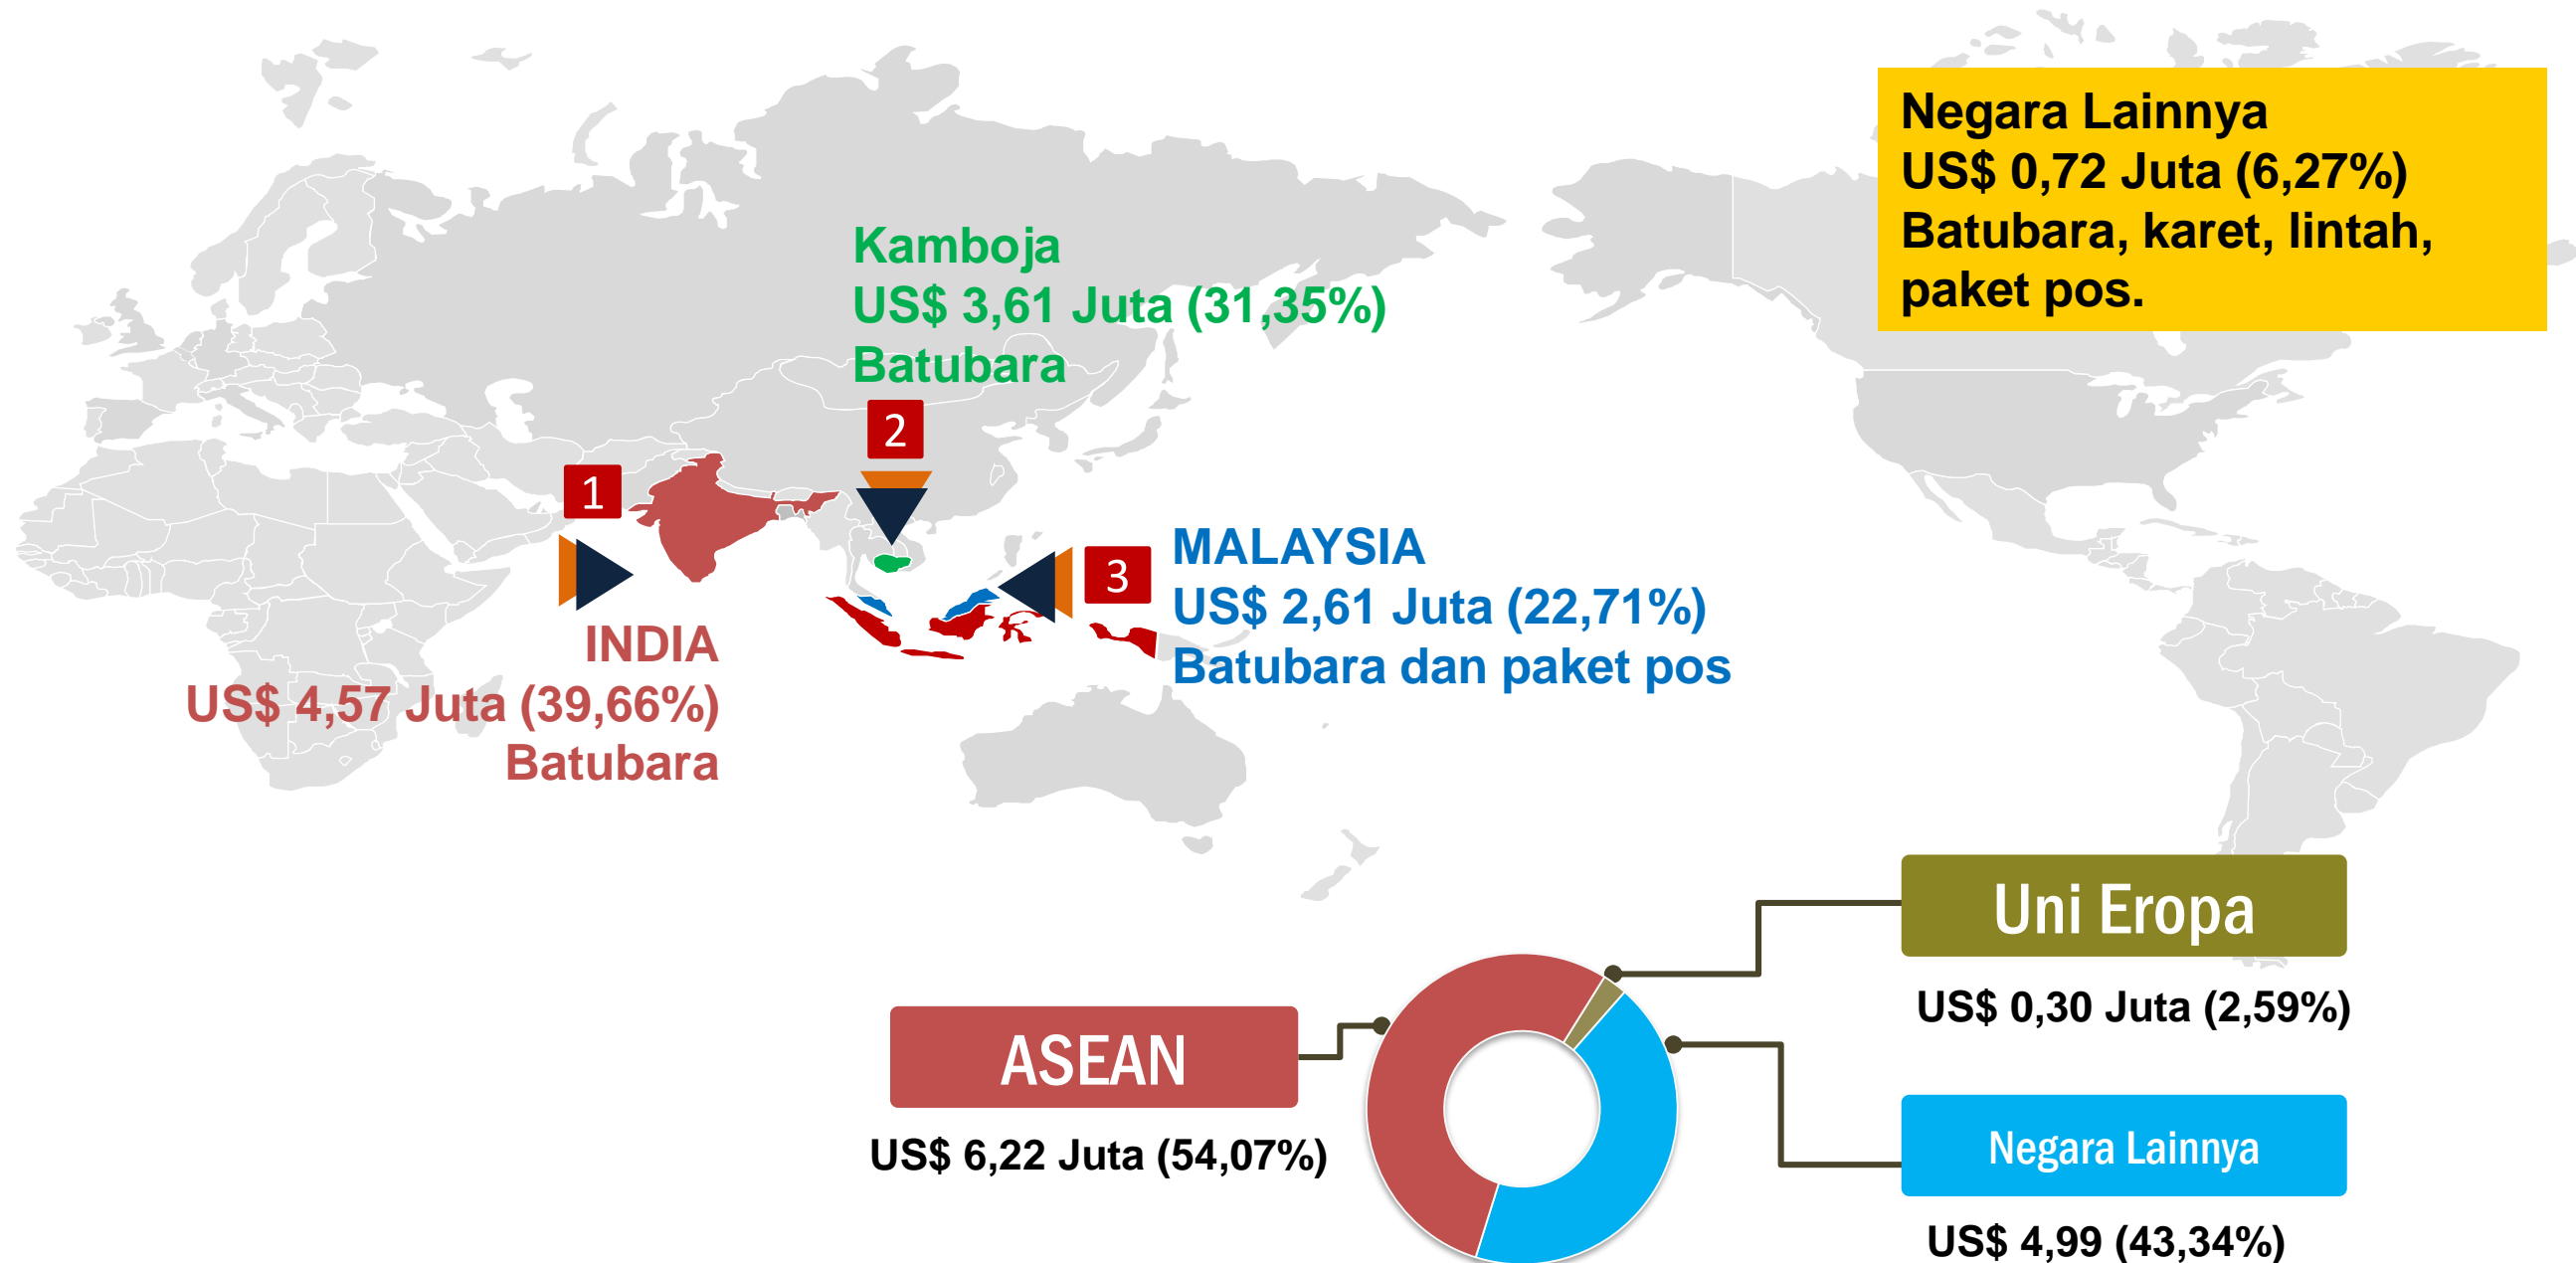 Negara Lainnya
US$ 0,72 Juta (6,27%)
Batubara, karet, lintah,
paket pos.
Kamboja
US$ 3,61 Juta (31,35%)
Batubara
2
1
INDIA
US$ 4,57 Juta (39,66%)
Batubara
3
MALAYSIA
US$ 2,61 Juta (22,71%)
Batubara dan paket pos
Uni Eropa
US$ 0,30 Juta (2,59%)
ASEAN
US$ 6,22 Juta (54,07%)
Negara Lainnya
US$ 4,99 (43,34%)